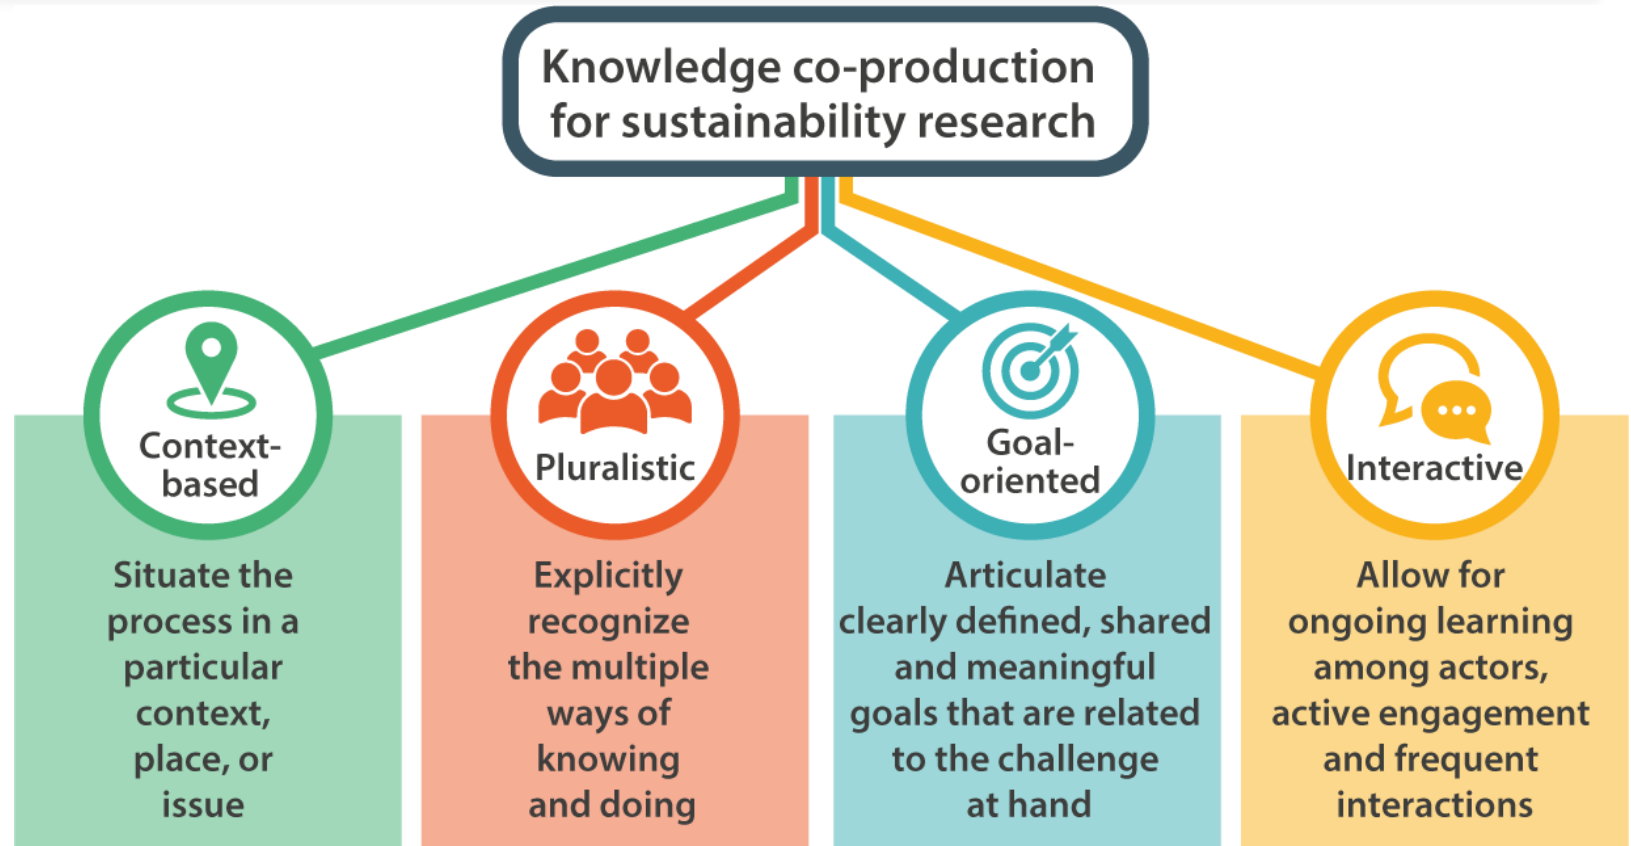 Knowledge co-production
for sustainability research
Context-
based
Situate the
process in a
particular
context,
place, or
issue
Pluralistic
Explicitly
recognize
the multiple
ways of
knowing
and doing
Goal-
oriented
Articulate
clearly defined, shared
and meaningful
goals that are related
to the challenge
at hand
Interactive
Allow for
ongoing learning
among actors,
active engagement
and frequent
interactions